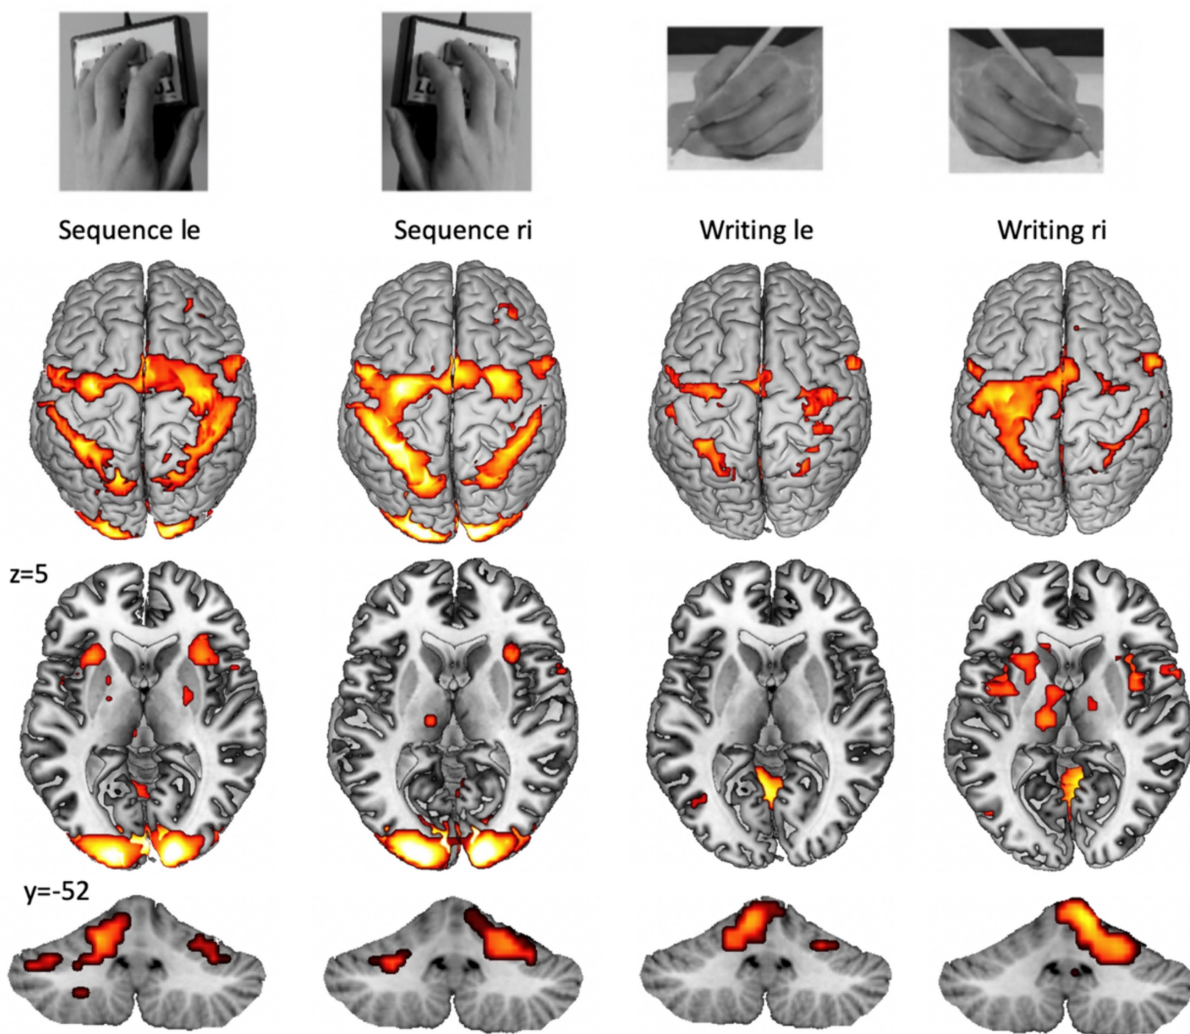 Sequence le
Sequence ri
Writing le
Writing ri
z=5
y=-52